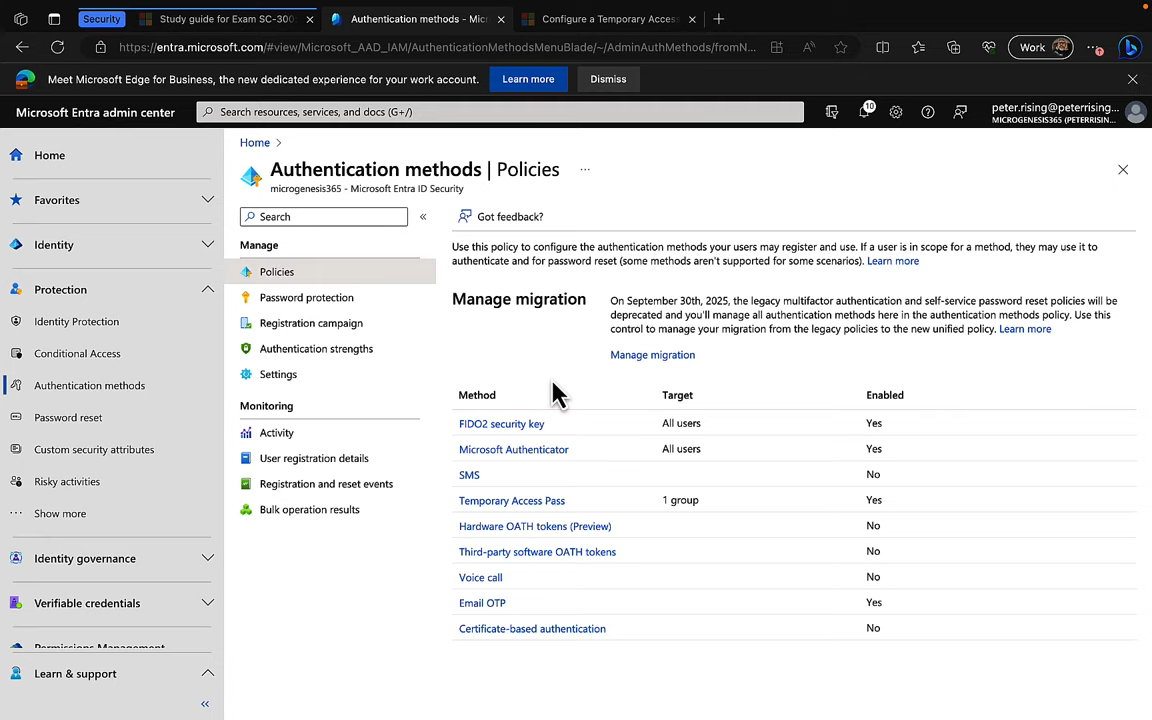 Security
Study guide for Exam SC-300:
Authentication methods - Micr
Configure a Temporary Access
https://entra.microsoft.com/#view/Microsoft_AAD_IAM/AuthenticationMethodsMenuBlade/~/AdminAuthMethods/fromN...
Work
Meet Microsoft Edge for Business, the new dedicated experience for your work account.
Learn more
Dismiss
Microsoft Entra admin center
Search resources, services, and docs (G+/)
10
peter.rising@peterrising...
MICROGENESIS365 (PETERRISING....
Home
Favorites
Identity
Protection
Identity Protection
Conditional Access
Authentication methods
Password reset
Custom security attributes
Risky activities
Show more
Identity governance
Verifiable credentials
Permissions Management
Learn & support
Home >
Authentication methods | Policies ...
microgenesis365 - Microsoft Entra ID Security
Search
Manage
Policies
Password protection
Registration campaign
Authentication strengths
Settings
Monitoring
Activity
User registration details
Registration and reset events
Bulk operation results
Got feedback?
Use this policy to configure the authentication methods your users may register and use. If a user is in scope for a method, they may use it to
authenticate and for password reset (some methods aren't supported for some scenarios). Learn more
Manage migration
On September 30th, 2025, the legacy multifactor authentication and self-service password reset policies will be
deprecated and you'll manage all authentication methods here in the authentication methods policy. Use this
control to manage your migration from the legacy policies to the new unified policy. Learn more
Manage migration
Method Target Enabled
FIDO2 security key All users Yes
Microsoft Authenticator All users Yes
SMS No
Temporary Access Pass 1 group Yes
Hardware OATH tokens (Preview) No
Third-party software OATH tokens No
Voice call No
Email OTP Yes
Certificate-based authentication No